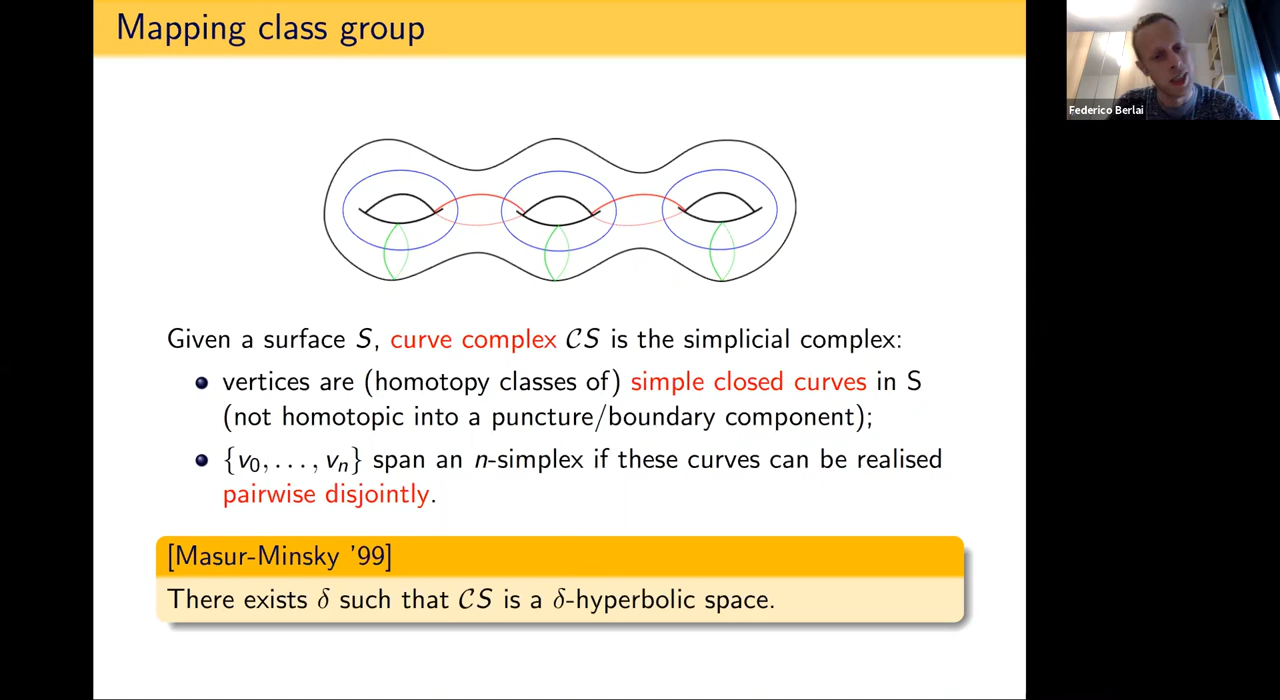 Mapping class group
Federico Berlai
Given a surface S, curve complex 𝒞S is the simplicial complex:
vertices are (homotopy classes of) simple closed curves in S
(not homotopic into a puncture/boundary component);
{v₀, . . . , vₙ} span an n-simplex if these curves can be realised
pairwise disjointly.
[Masur-Minsky '99]
There exists δ such that 𝒞S is a δ-hyperbolic space.